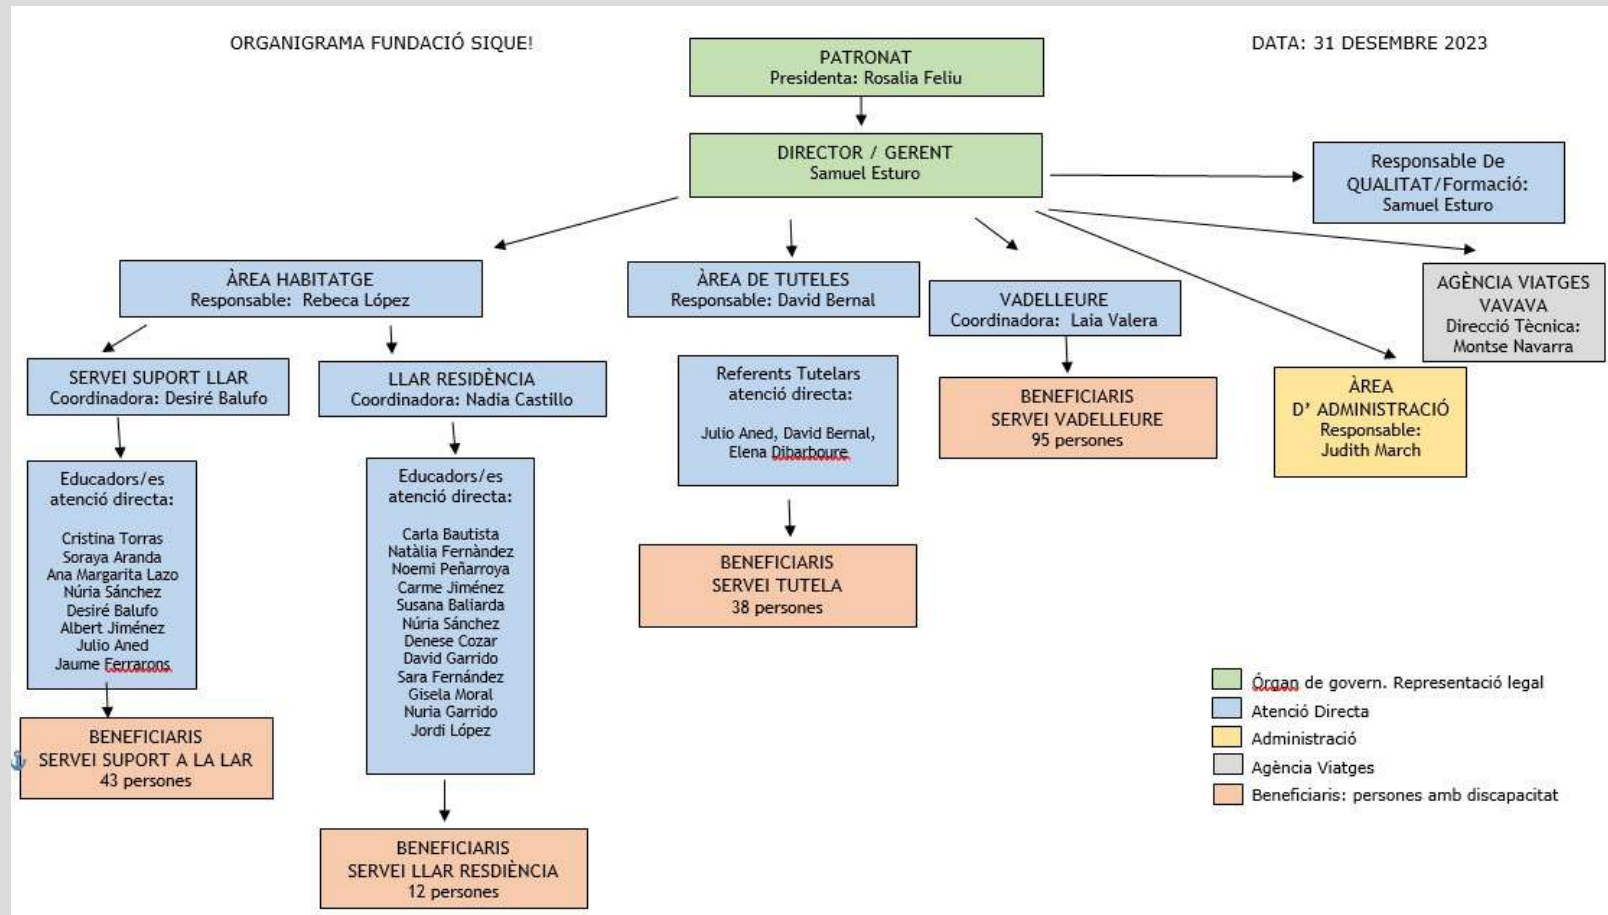 ORGANIGRAMA FUNDACIÓ SIQUE!
DATA: 31 DESEMBRE 2023
PATRONAT
Presidenta: Rosalia Feliu
DIRECTOR / GERENT
Samuel Esturo
Responsable De
QUALITAT/Formació:
Samuel Esturo
ÀREA HABITATGE
Responsable: Rebeca López
ÀREA DE TUTELES
Responsable: David Bernal
VADELLEURE
Coordinadora: Laia Valera
AGÈNCIA VIATGES
VAVAVA
Direcció Tècnica:
Montse Navarra
SERVEI SUPORT LLAR
Coordinadora: Desiré Balufo
LLAR RESIDÈNCIA
Coordinadora: Nadia Castillo
Referents Tutelars
atenció directa:
Julio Aned, David Bernal,
Elena Dibarboure
BENEFICIARIS
SERVEI VADELLEURE
95 persones
ÀREA
D' ADMINISTRACIÓ
Responsable:
Judith March
Educadors/es
atenció directa:
Cristina Torras
Soraya Aranda
Ana Margarita Lazo
Núria Sánchez
Desiré Balufo
Albert Jiménez
Julio Aned
Jaume Ferrarons
Educadors/es
atenció directa:
Carla Bautista
Natàlia Fernàndez
Noemi Peñarroya
Carme Jiménez
Susana Baliarda
Núria Sánchez
Denese Cozar
David Garrido
Sara Fernández
Gisela Moral
Nuria Garrido
Jordi López
BENEFICIARIS
SERVEI TUTELA
38 persones
BENEFICIARIS
SERVEI SUPORT A LA LAR
43 persones
BENEFICIARIS
SERVEI LLAR RESDIÈNCIA
12 persones
Órgan de govern. Representació legal
Atenció Directa
Administració
Agència Viatges
Beneficiaris: persones amb discapacitat